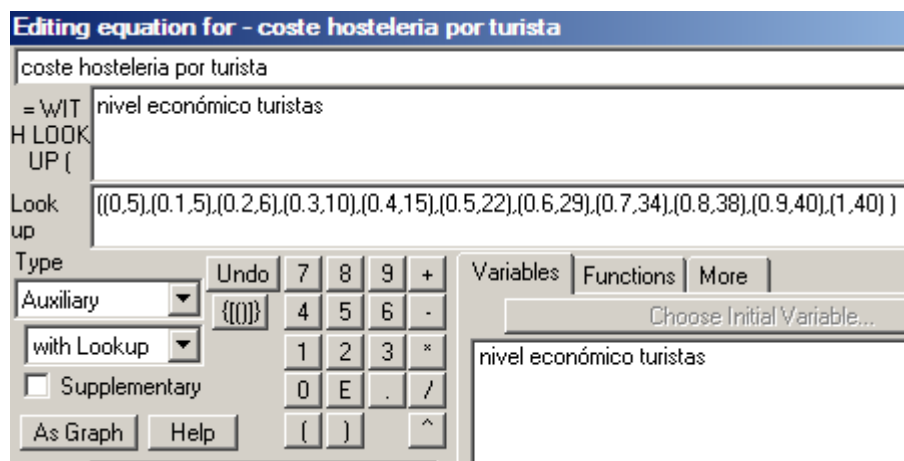 Editing equation for - coste hosteleria por turista
coste hosteleria por turista
= WIT
H LOOK
UP (
nivel económico turistas
Look
up
((0,5),(0.1,5),(0.2,6),(0.3,10),(0.4,15),(0.5,22),(0.6,29),(0.7,34),(0.8,38),(0.9,40),(1,40) )
Type
Undo 7 8 9 +
Variables Functions More
Auxiliary
{[()]} 4 5 6 -
Choose Initial Variable...
with Lookup
1 2 3 *
nivel económico turistas
Supplementary
0 E . /
As Graph Help ( ) ^